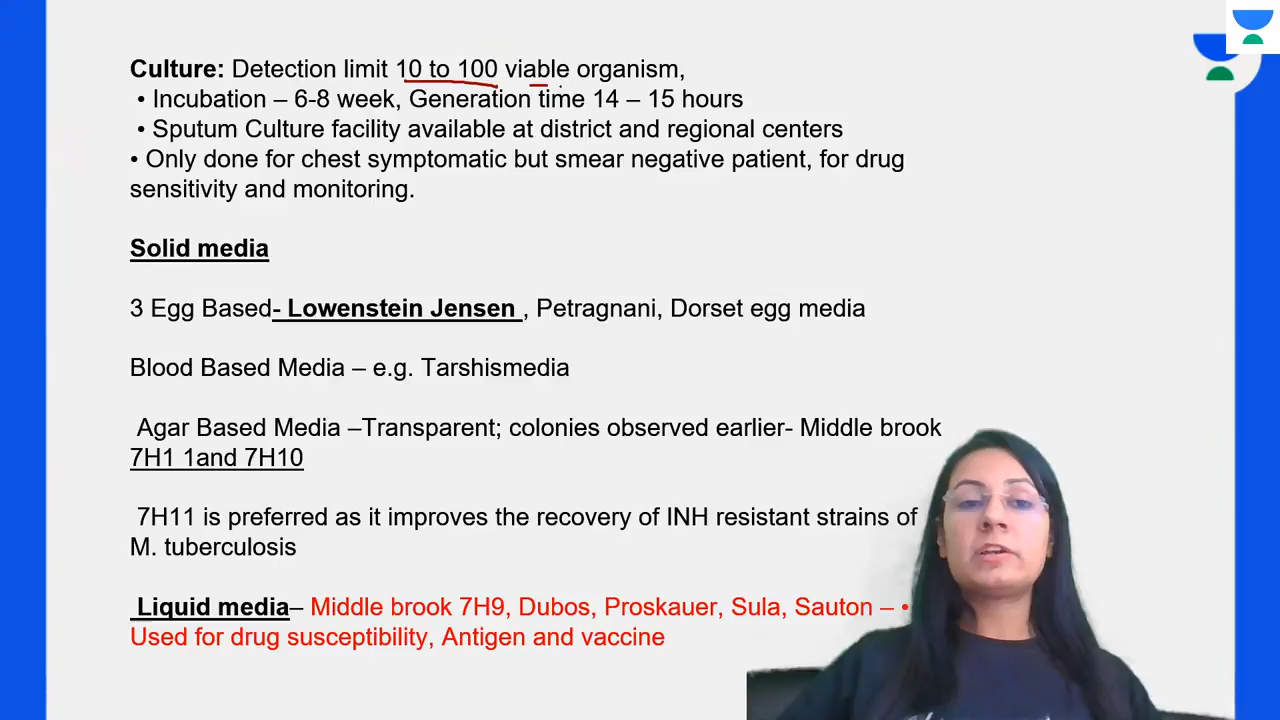 Culture: Detection limit 10 to 100 viable organism,
• Incubation – 6-8 week, Generation time 14 – 15 hours
• Sputum Culture facility available at district and regional centers
• Only done for chest symptomatic but smear negative patient, for drug
sensitivity and monitoring.
Solid media
3 Egg Based- Lowenstein Jensen , Petragnani, Dorset egg media
Blood Based Media – e.g. Tarshismedia
Agar Based Media –Transparent; colonies observed earlier- Middle brook
7H1 1and 7H10
7H11 is preferred as it improves the recovery of INH resistant strains of
M. tuberculosis
Liquid media– Middle brook 7H9, Dubos, Proskauer, Sula, Sauton – •
Used for drug susceptibility, Antigen and vaccine